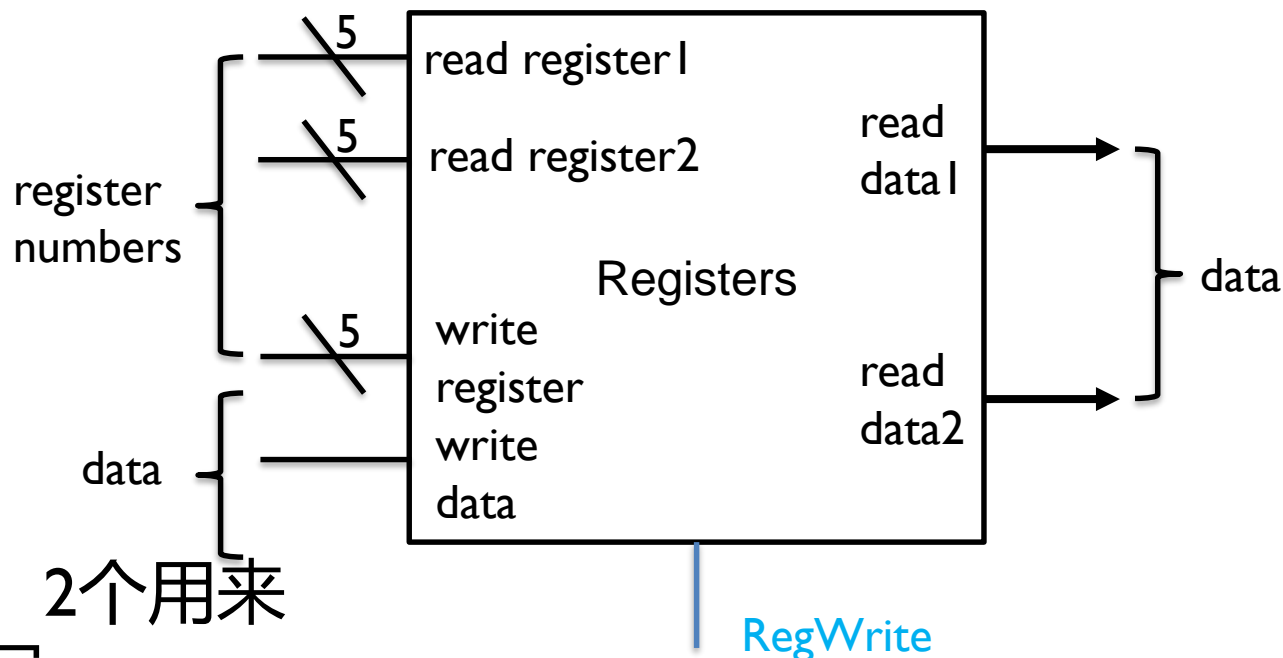 5
read register1
5
read register2
read
data1
register
numbers
Registers
data
5
write
register
read
data2
data
write
data
2个用来
RegWrite